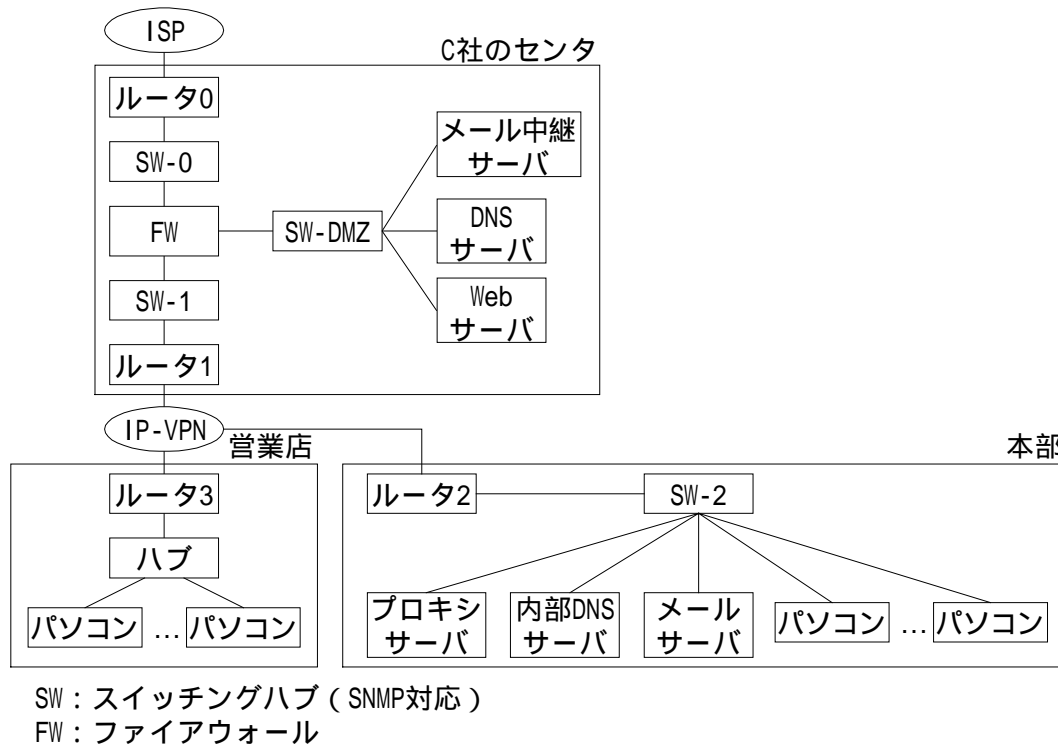 ISP
C社のセンタ
ルータ0
SW-0
FW
SW-1
ルータ1
SW-DMZ
メール中継
サーバ
DNS
サーバ
Web
サーバ
IP-VPN
営業店
ルータ3
ハブ
パソコン ... パソコン
本部
ルータ2
SW-2
プロキシ
サーバ
内部DNS
サーバ
メール
サーバ
パソコン ... パソコン
SW:スイッチングハブ(SNMP対応)
FW:ファイアウォール